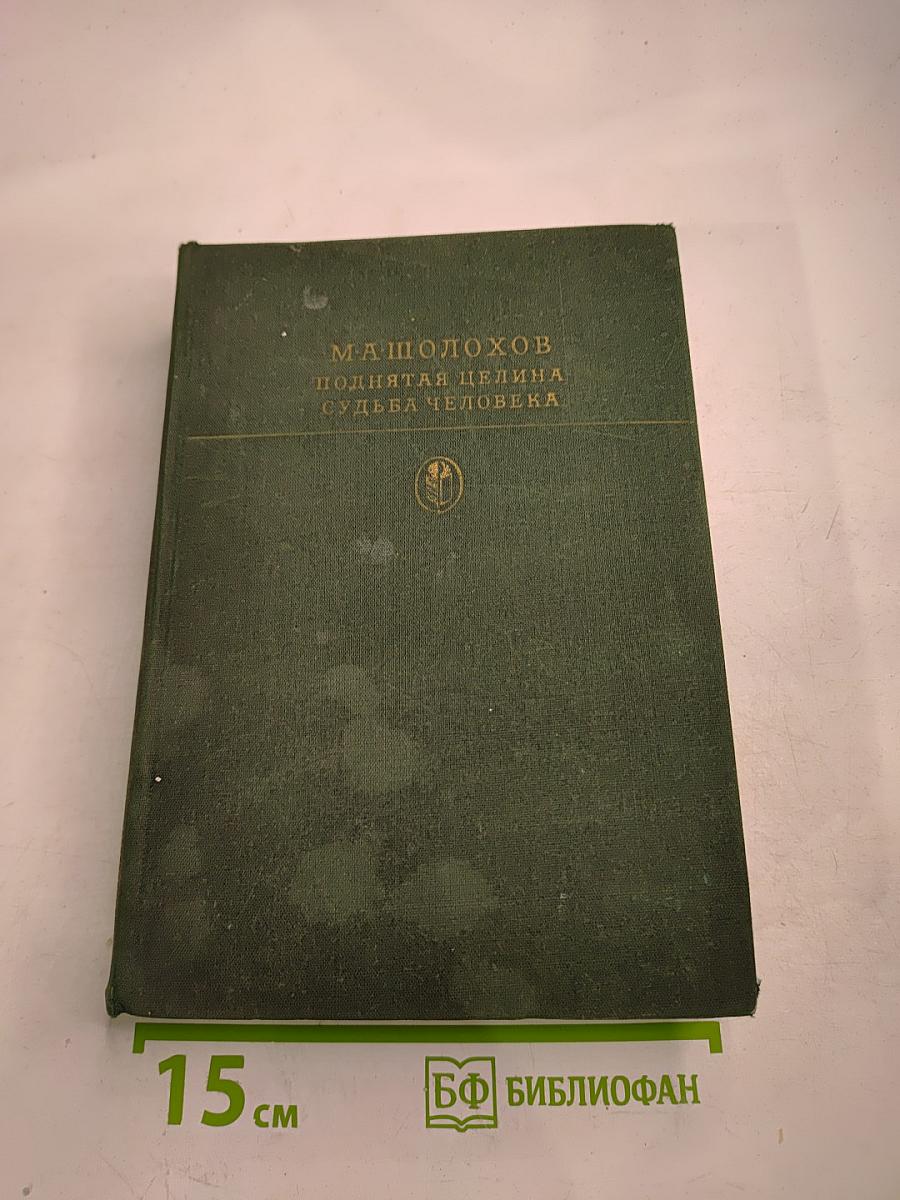 М·А·ШОЛОХОВ
ПОДНЯТАЯ ЦЕЛИНА
СУДЬБА ЧЕЛОВЕКА
15 см
БФ БИБЛИОФАН